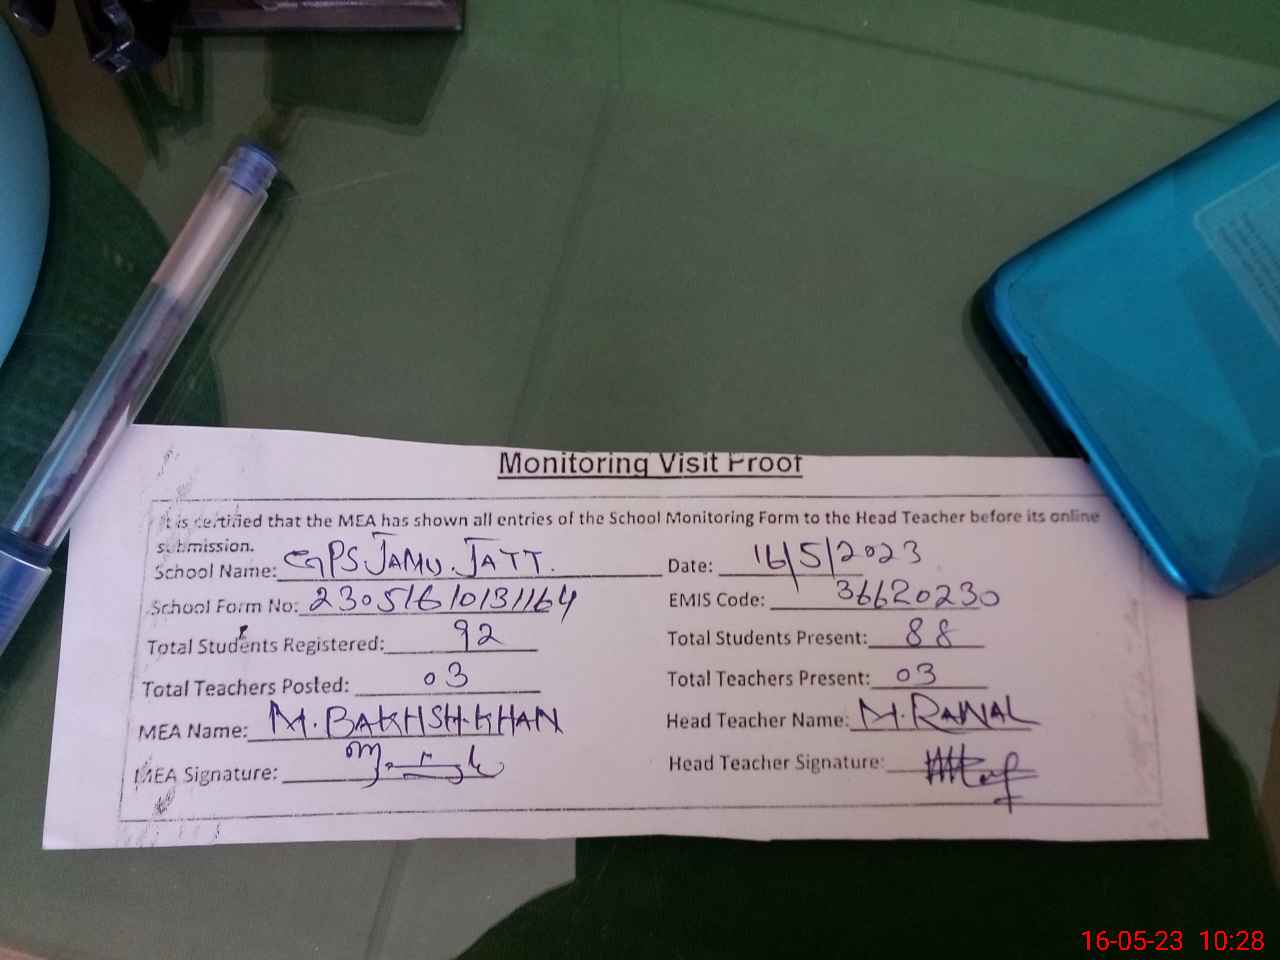 Monitoring Visit Proof
It is certified that the MEA has shown all entries of the School Monitoring Form to the Head Teacher before its online
submission.
School Name: GPS JAMU JATT. Date: 16/5/2023
School Form No: 23051610131164 EMIS Code: 36620230
Total Students Registered: 92 Total Students Present: 88
Total Teachers Posted: 03 Total Teachers Present: 03
MEA Name: M. BAKHSH KHAN Head Teacher Name: M. RAWAL
MEA Signature: Head Teacher Signature:
16-05-23 10:28